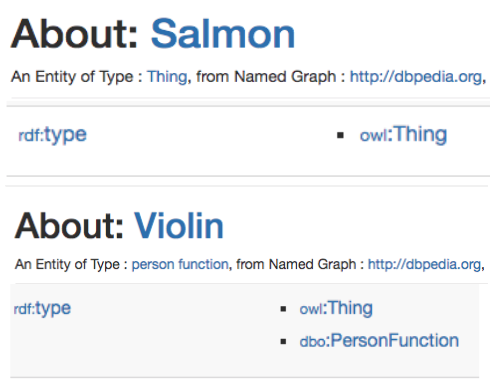 About: Salmon
An Entity of Type : Thing, from Named Graph : http://dbpedia.org,
rdf:type ▪ owl:Thing
About: Violin
An Entity of Type : person function, from Named Graph : http://dbpedia.org,
rdf:type ▪ owl:Thing
▪ dbo:PersonFunction